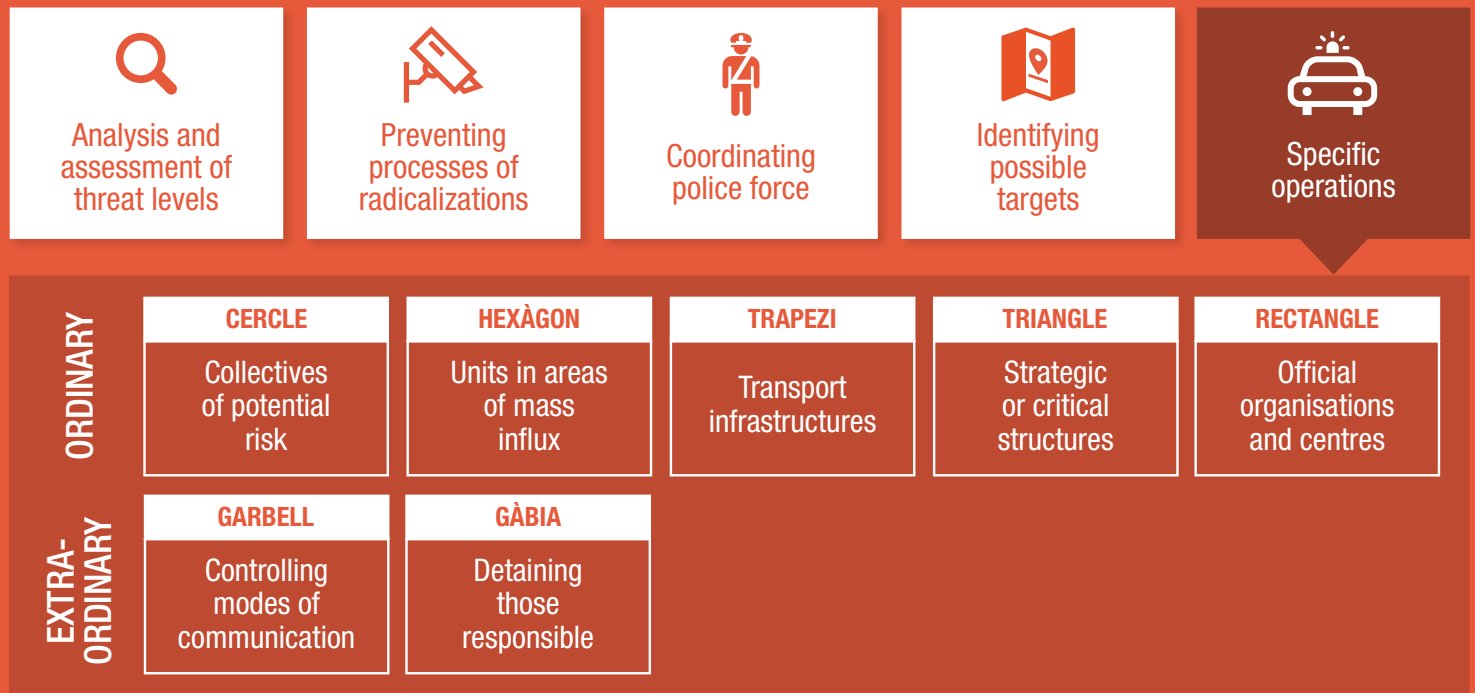 Analysis and
assessment of
threat levels
Preventing
processes of
radicalizations
Coordinating
police force
Identifying
possible
targets
Specific
operations
ORDINARY
CERCLE
Collectives
of potential
risk
HEXÀGON
Units in areas
of mass
influx
TRAPEZI
Transport
infrastructures
TRIANGLE
Strategic
or critical
structures
RECTANGLE
Official
organisations
and centres
EXTRA-
ORDINARY
GARBELL
Controlling
modes of
communication
GÀBIA
Detaining
those
responsible